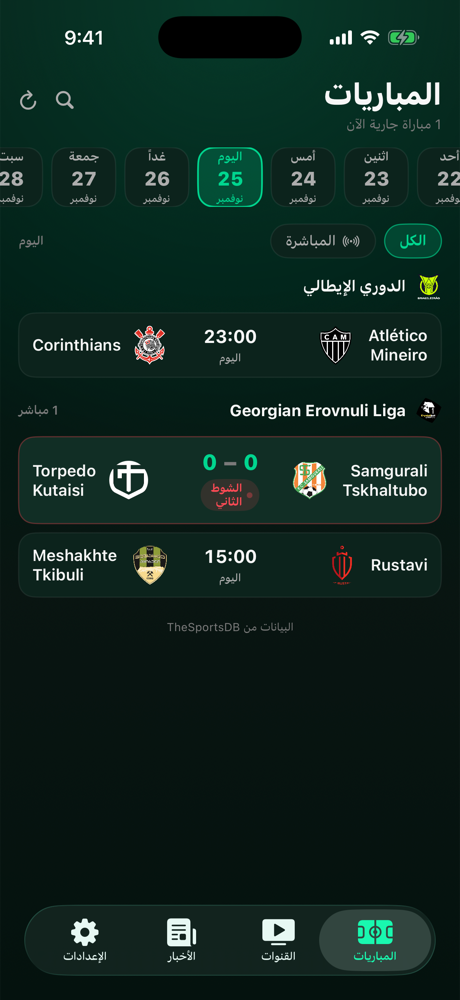 9:41
المباريات
1 مباراة جارية الآن
أحد
22
نوفمبر
اثنين
23
نوفمبر
أمس
24
نوفمبر
اليوم
25
نوفمبر
غداً
26
نوفمبر
جمعة
27
نوفمبر
سبت
28
نوفمبر
الكل
المباشرة
اليوم
الدوري الإيطالي
Atlético
Mineiro
CAM
23:00
اليوم
Corinthians
Georgian Erovnuli Liga
1 مباشر
Samgurali
Tskhaltubo
0 – 0
الشوط
الثاني
Torpedo
Kutaisi
Rustavi
15:00
اليوم
Meshakhte
Tkibuli
البيانات من TheSportsDB
المباريات
القنوات
الأخبار
الإعدادات